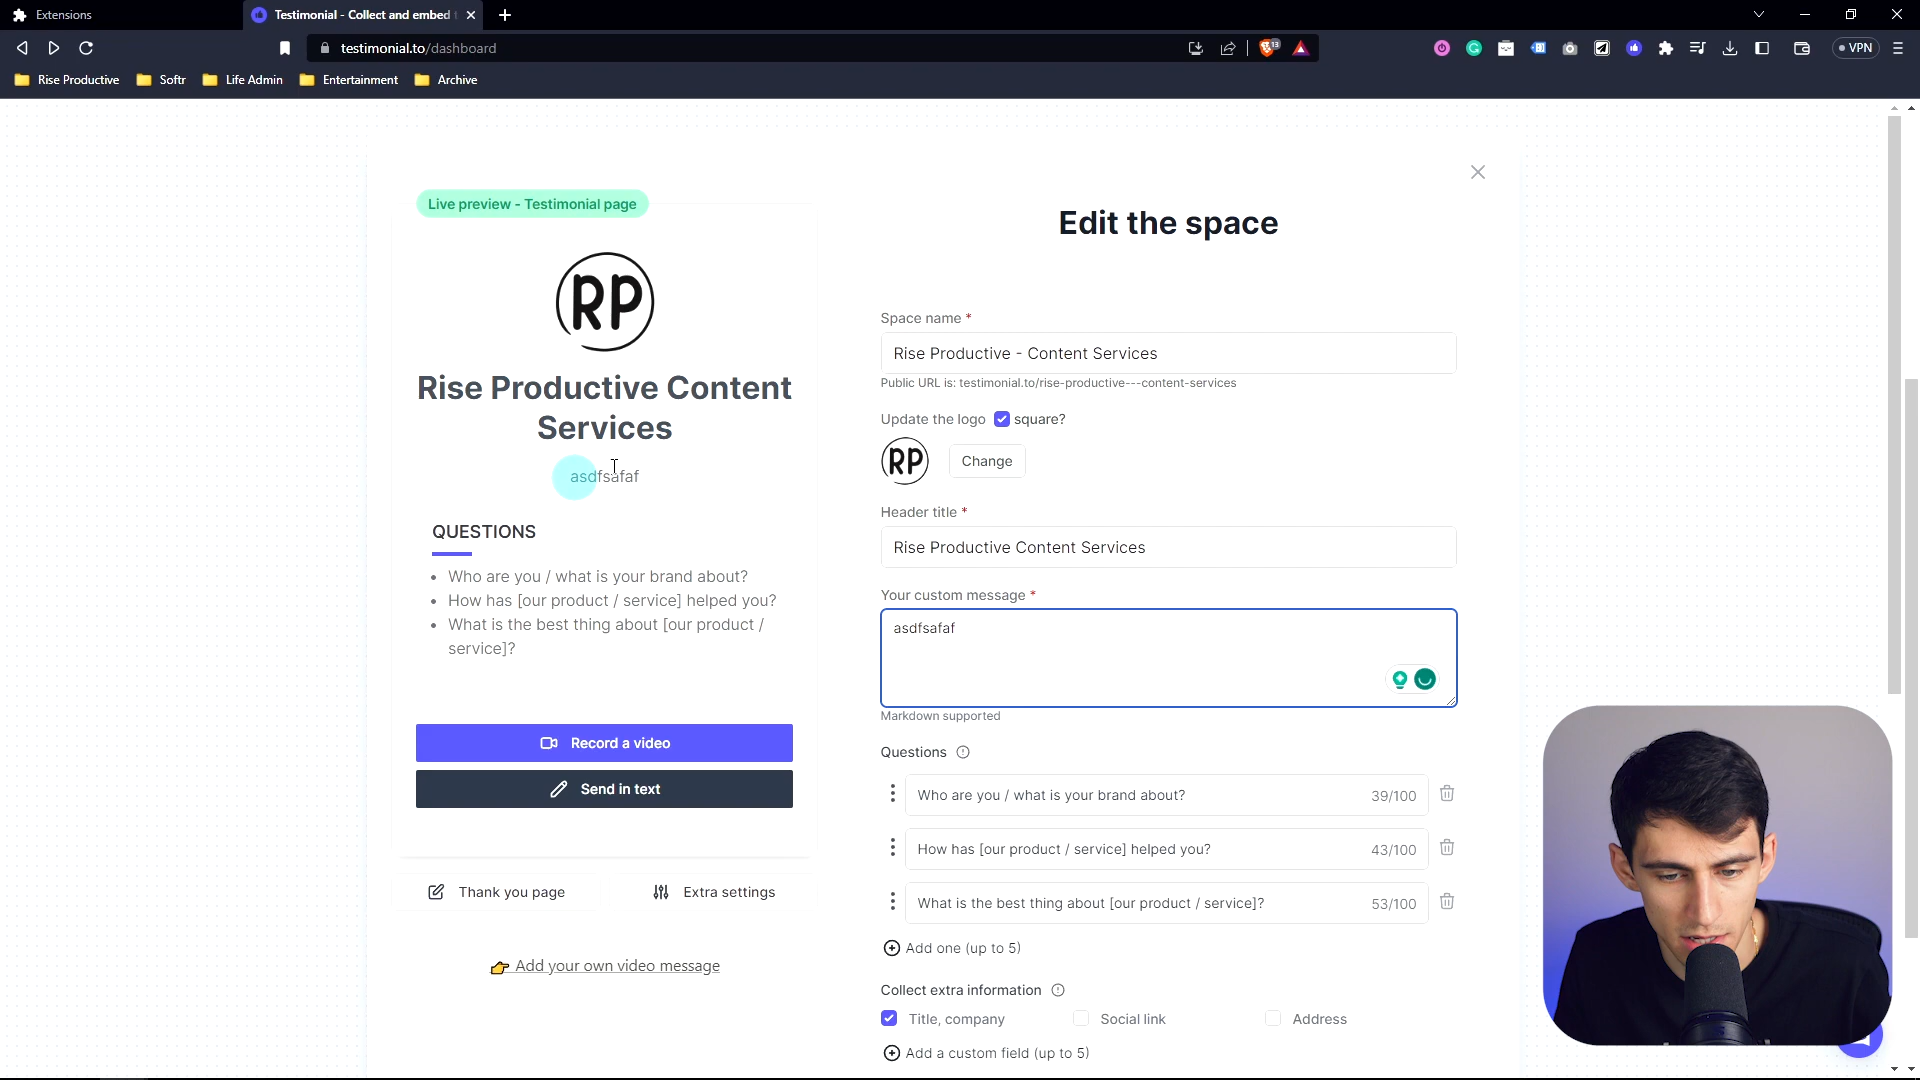 Extensions
Testimonial - Collect and embed t
testimonial.to/dashboard
13
VPN
Rise Productive
Softr
Life Admin
Entertainment
Archive
Live preview - Testimonial page
RP
Rise Productive Content
Services
asdfsafaf
QUESTIONS
• Who are you / what is your brand about?
• How has [our product / service] helped you?
• What is the best thing about [our product /
service]?
Record a video
Send in text
Thank you page
Extra settings
Add your own video message
Edit the space
Space name *
Rise Productive - Content Services
Public URL is: testimonial.to/rise-productive---content-services
Update the logo square?
RP
Change
Header title *
Rise Productive Content Services
Your custom message *
asdfsafaf
Markdown supported
Questions
Who are you / what is your brand about? 39/100
How has [our product / service] helped you? 43/100
What is the best thing about [our product / service]? 53/100
Add one (up to 5)
Collect extra information
Title, company
Social link
Address
Add a custom field (up to 5)